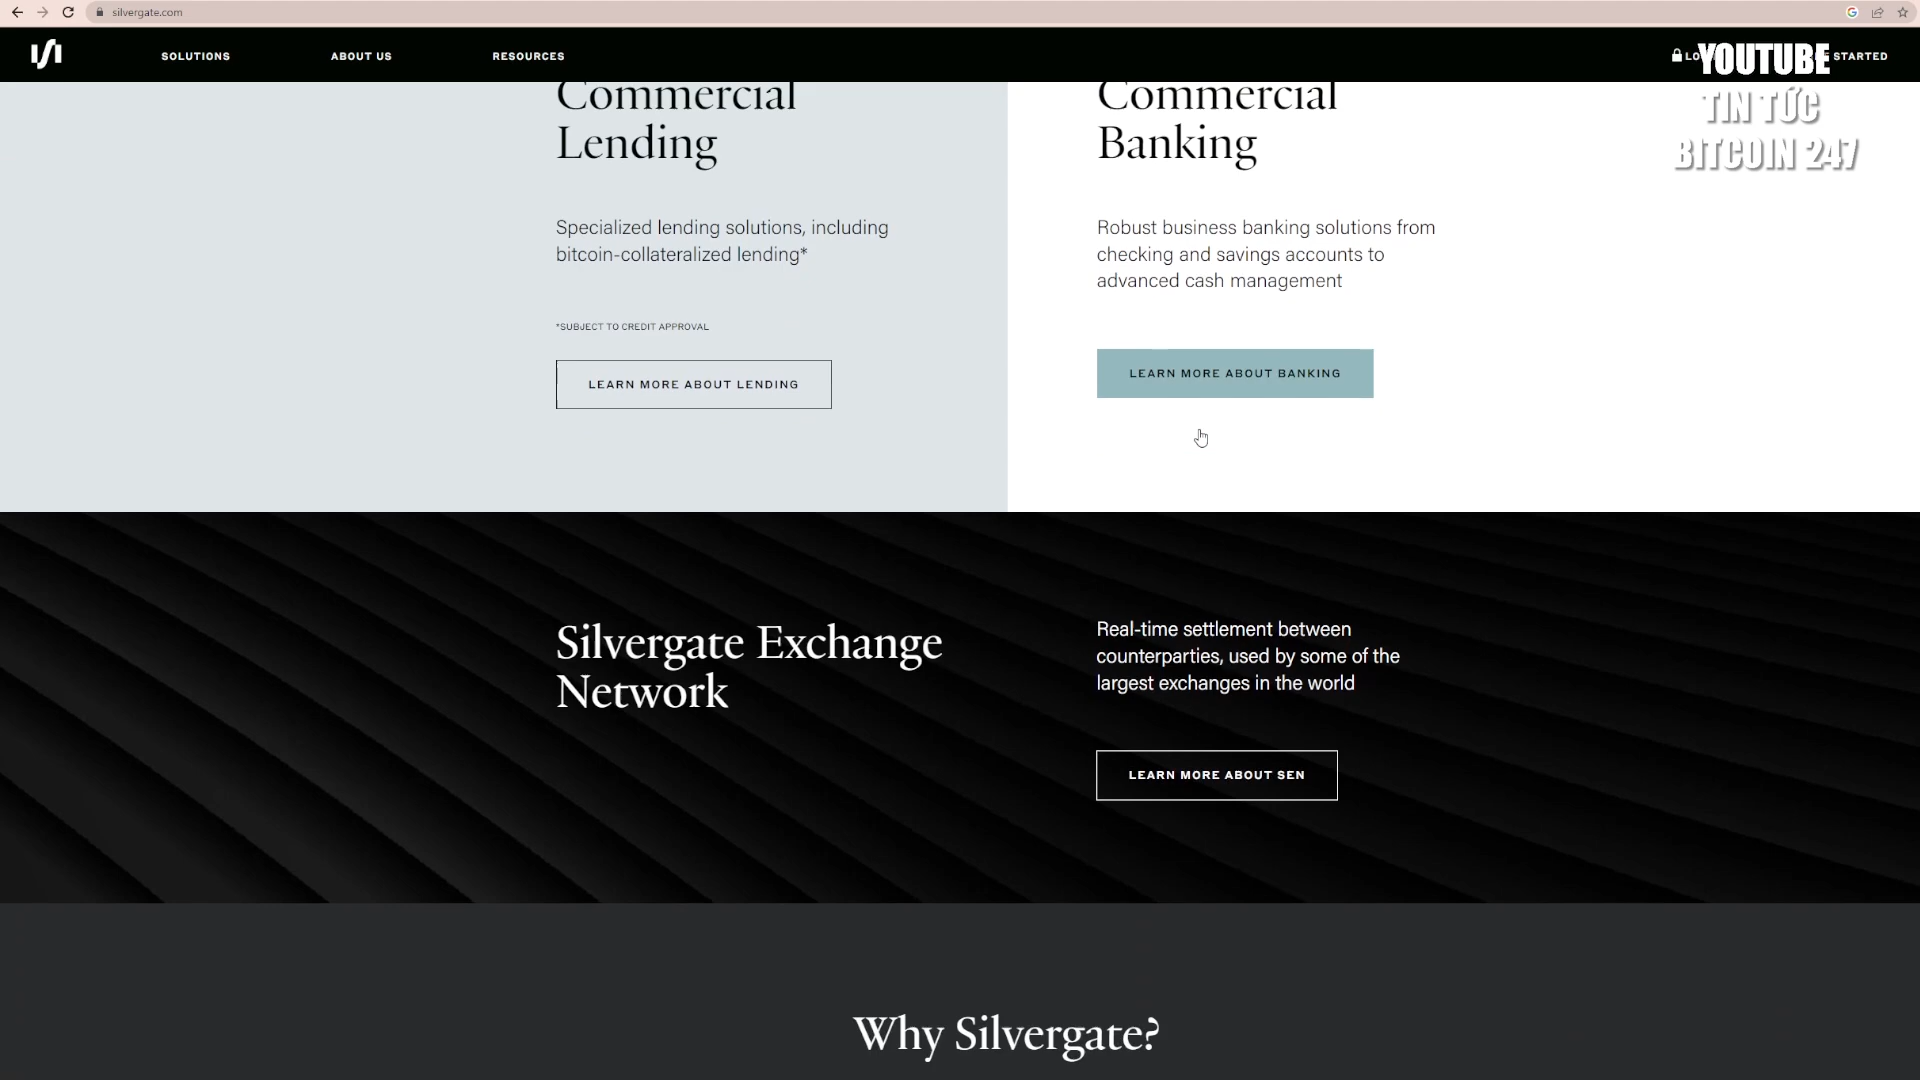 silvergate.com
SOLUTIONS
ABOUT US
RESOURCES
STARTED
YOUTUBE
TIN TỨC
BITCOIN 247
Commercial
Lending
Specialized lending solutions, including
bitcoin-collateralized lending*
*SUBJECT TO CREDIT APPROVAL
LEARN MORE ABOUT LENDING
Commercial
Banking
Robust business banking solutions from
checking and savings accounts to
advanced cash management
LEARN MORE ABOUT BANKING
Silvergate Exchange
Network
Real-time settlement between
counterparties, used by some of the
largest exchanges in the world
LEARN MORE ABOUT SEN
Why Silvergate?